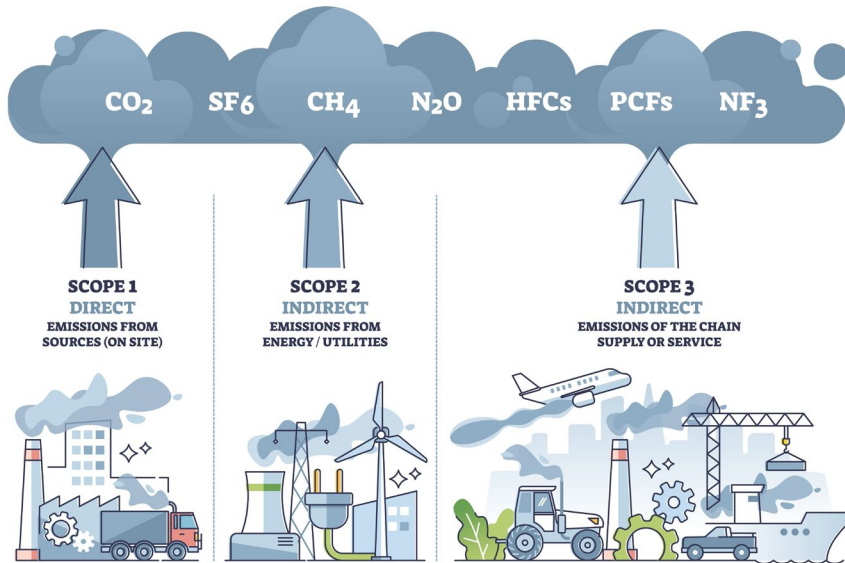 CO2 SF6 CH4 N2O HFCs PCFs NF3
SCOPE 1
DIRECT
EMISSIONS FROM
SOURCES (ON SITE)
SCOPE 2
INDIRECT
EMISSIONS FROM
ENERGY / UTILITIES
SCOPE 3
INDIRECT
EMISSIONS OF THE CHAIN
SUPPLY OR SERVICE